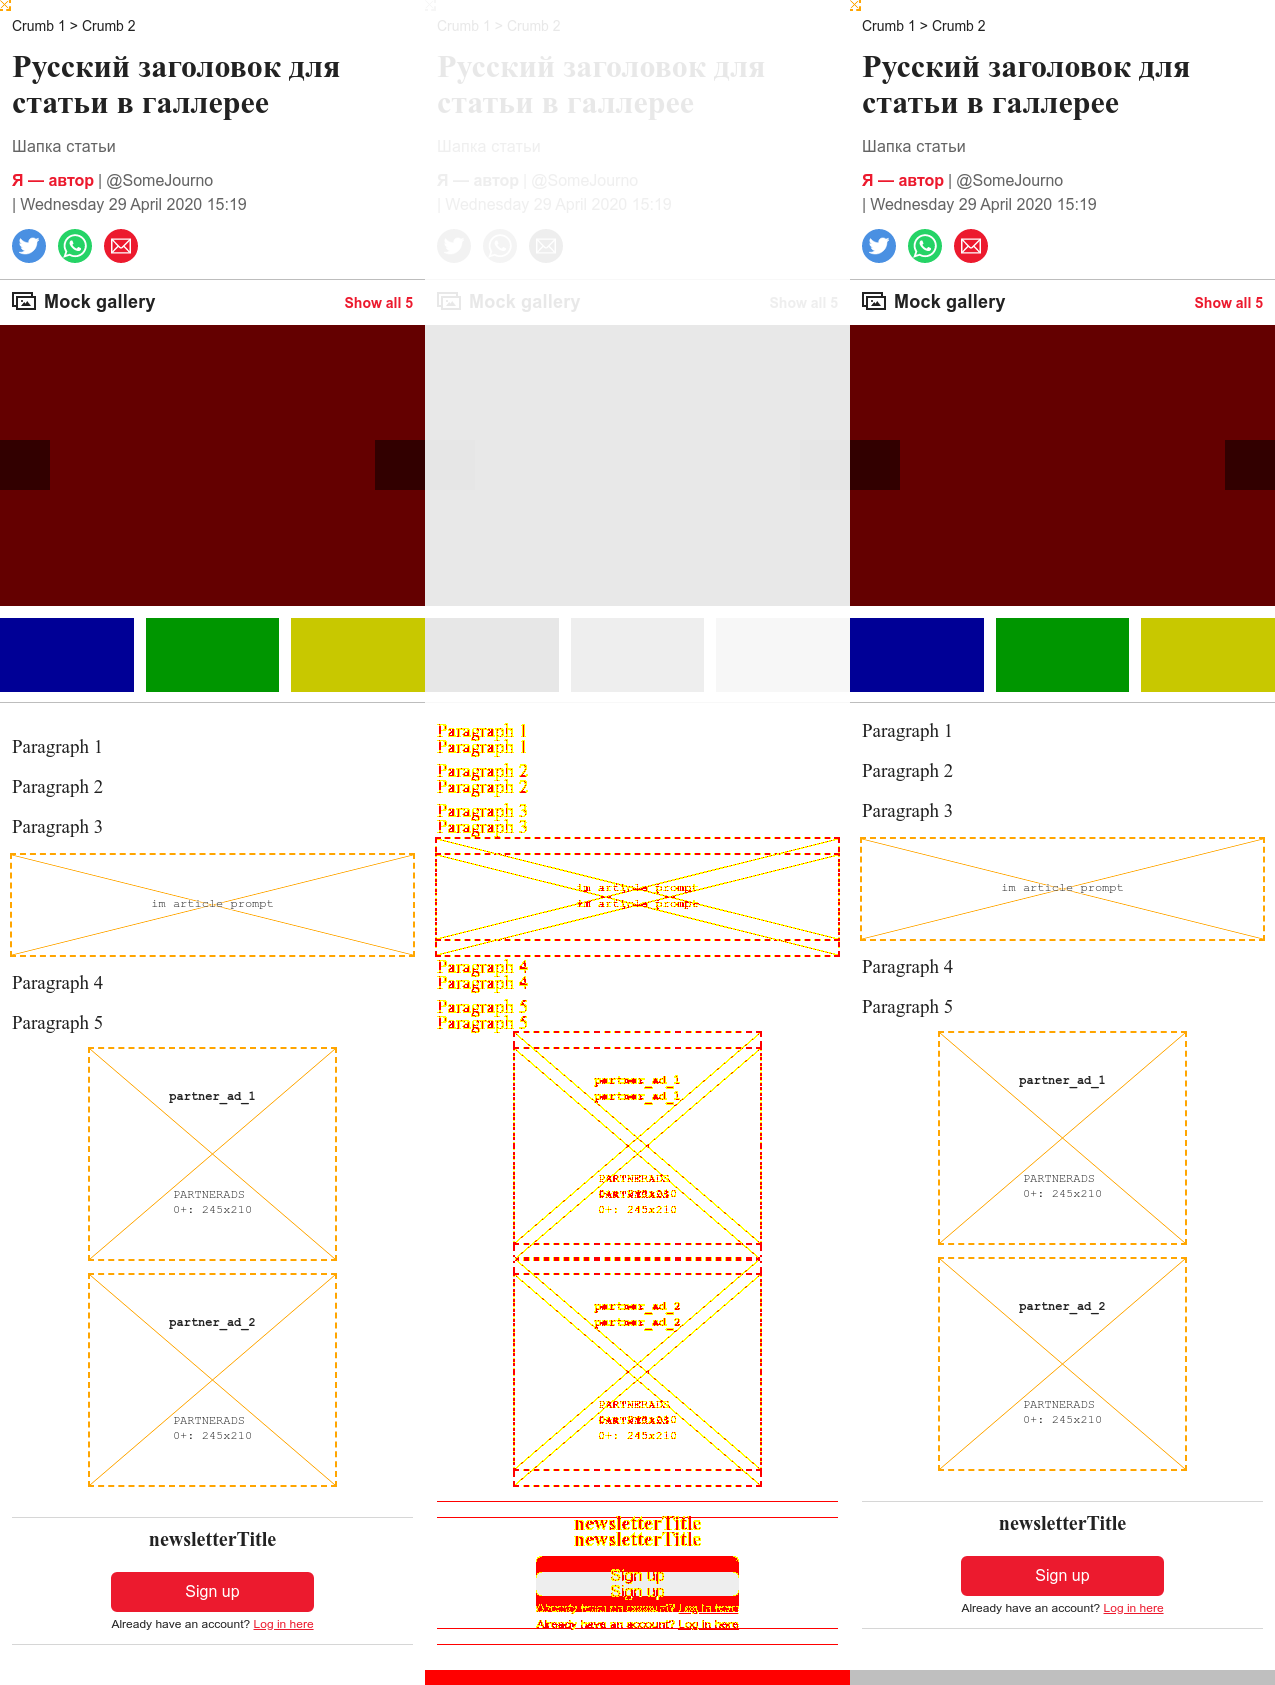 Crumb 1 > Crumb 2
Русский заголовок для
статьи в галлерее
Шапка статьи
Я — автор | @SomeJourno
| Wednesday 29 April 2020 15:19
Mock gallery
Show all 5
Paragraph 1
Paragraph 2
Paragraph 3
im article prompt
Paragraph 4
Paragraph 5
partner_ad_1
PARTNERADS
0+: 245x210
partner_ad_2
PARTNERADS
0+: 245x210
newsletterTitle
Sign up
Already have an account? Log in here
Crumb 1 > Crumb 2
Русский заголовок для
статьи в галлерее
Шапка статьи
Я — автор | @SomeJourno
| Wednesday 29 April 2020 15:19
Mock gallery
Show all 5
Paragraph 1
Paragraph 1
Paragraph 2
Paragraph 2
Paragraph 3
Paragraph 3
im article prompt
im article prompt
Paragraph 4
Paragraph 4
Paragraph 5
Paragraph 5
partner_ad_1
partner_ad_1
PARTNERADS
0+: 245x210
partner_ad_2
partner_ad_2
PARTNERADS
0+: 245x210
newsletterTitle
newsletterTitle
Sign up
Sign up
Already have an account? Log in here
Already have an account? Log in here
Crumb 1 > Crumb 2
Русский заголовок для
статьи в галлерее
Шапка статьи
Я — автор | @SomeJourno
| Wednesday 29 April 2020 15:19
Mock gallery
Show all 5
Paragraph 1
Paragraph 2
Paragraph 3
im article prompt
Paragraph 4
Paragraph 5
partner_ad_1
PARTNERADS
0+: 245x210
partner_ad_2
PARTNERADS
0+: 245x210
newsletterTitle
Sign up
Already have an account? Log in here